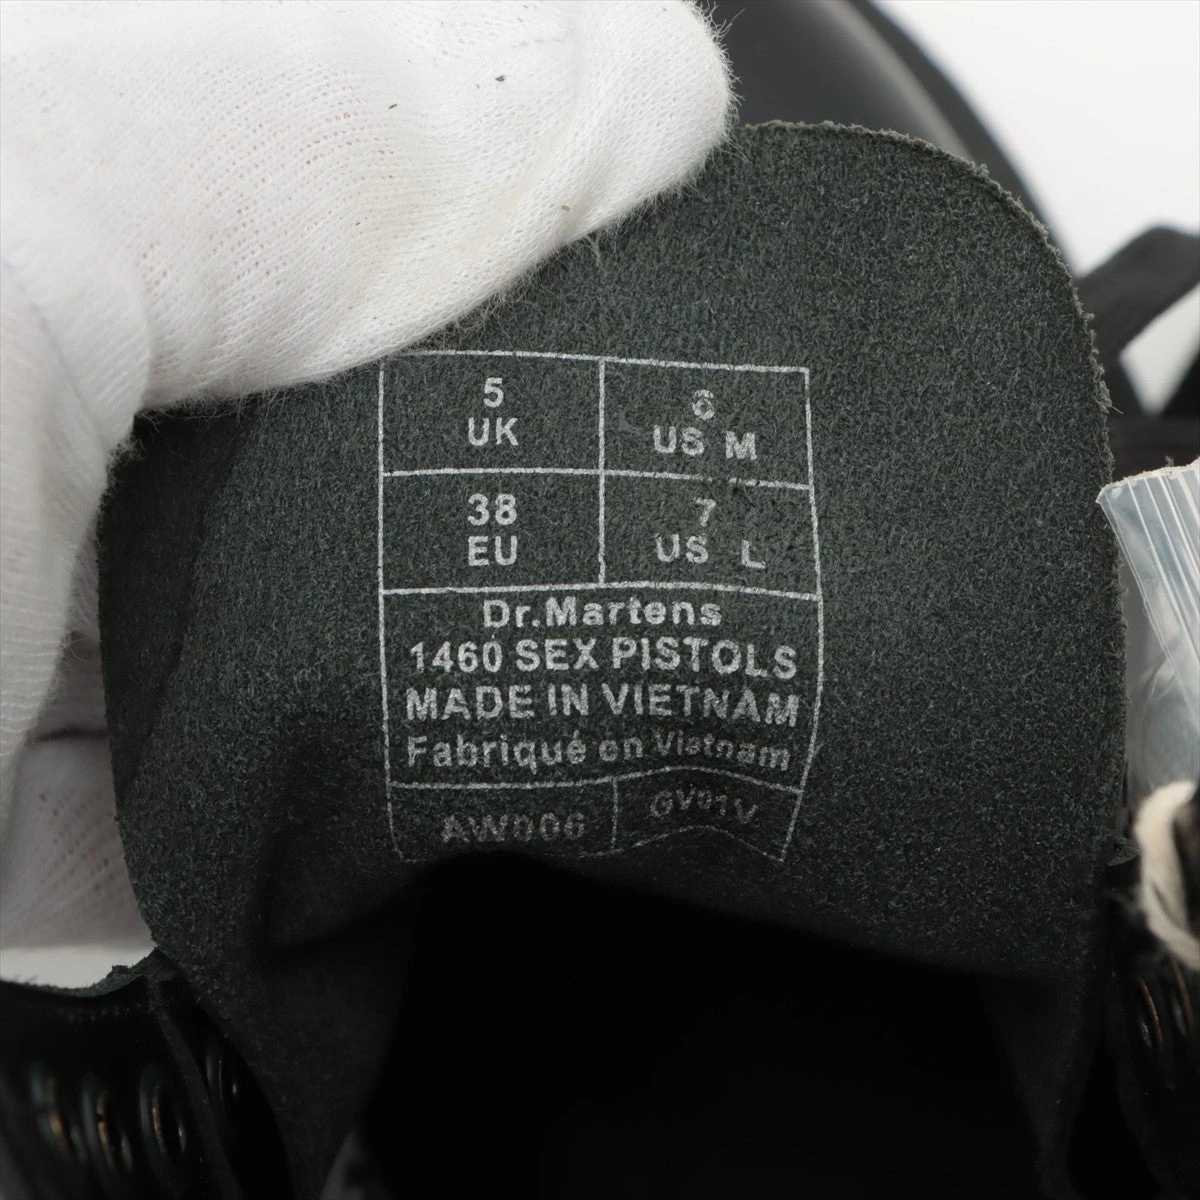 5
UK
6
US M
38
EU
7
US L
Dr.Martens
1460 SEX PISTOLS
MADE IN VIETNAM
Fabriqué en Vietnam
AW006
GV01V